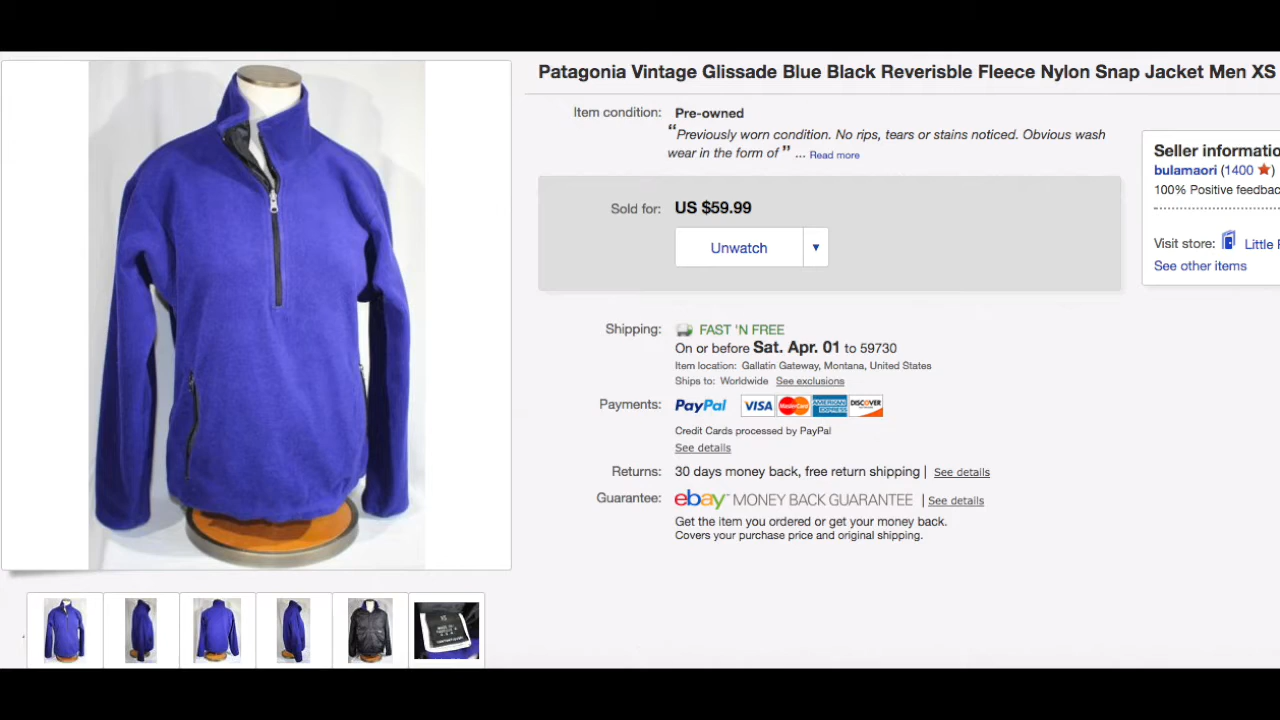 Patagonia Vintage Glissade Blue Black Reverisble Fleece Nylon Snap Jacket Men XS
Item condition: Pre-owned
“Previously worn condition. No rips, tears or stains noticed. Obvious wash
wear in the form of ” ... Read more
Sold for: US $59.99
Unwatch
Seller informatio
bulamaori (1400 ★)
100% Positive feedbac
Visit store: Little F
See other items
Shipping: FAST 'N FREE
On or before Sat. Apr. 01 to 59730
Item location: Gallatin Gateway, Montana, United States
Ships to: Worldwide See exclusions
Payments: PayPal VISA MasterCard AMERICAN EXPRESS DISCOVER
Credit Cards processed by PayPal
See details
Returns: 30 days money back, free return shipping | See details
Guarantee: ebay™ MONEY BACK GUARANTEE | See details
Get the item you ordered or get your money back.
Covers your purchase price and original shipping.
XS